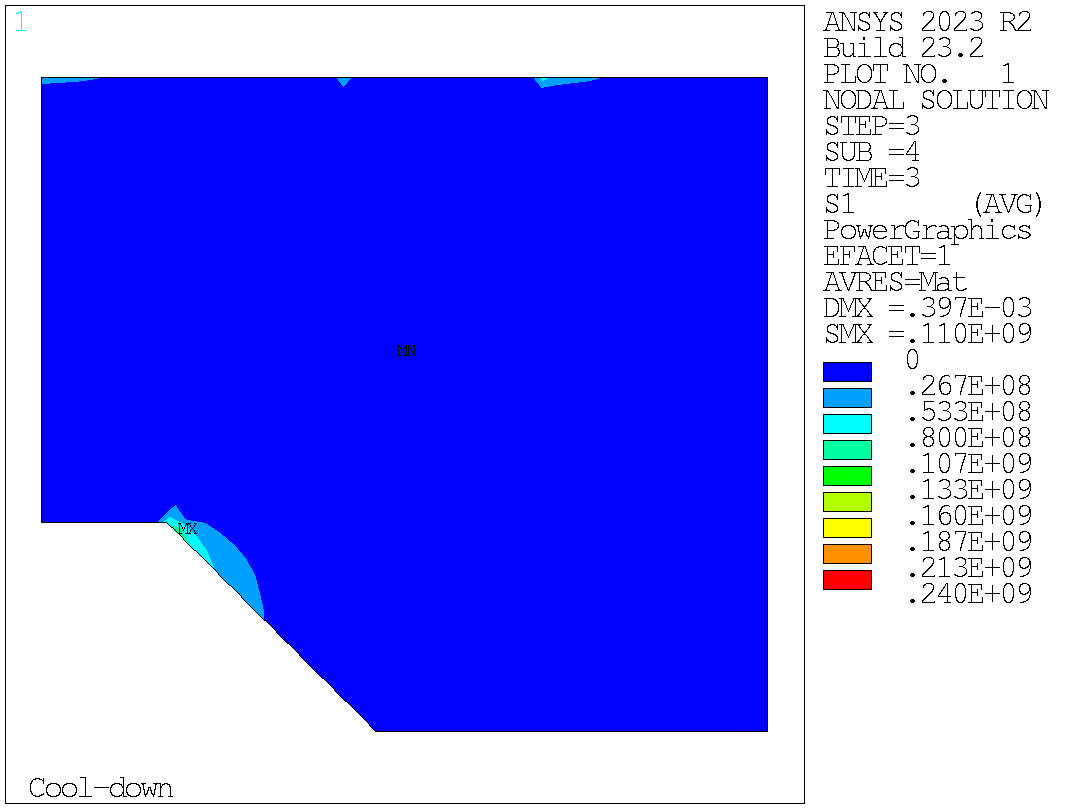 1
ANSYS 2023 R2
Build 23.2
PLOT NO. 1
NODAL SOLUTION
STEP=3
SUB =4
TIME=3
S1 (AVG)
PowerGraphics
EFACET=1
AVRES=Mat
DMX =.397E-03
SMX =.110E+09
0
.267E+08
.533E+08
.800E+08
.107E+09
.133E+09
.160E+09
.187E+09
.213E+09
.240E+09
MN
MX
Cool-down